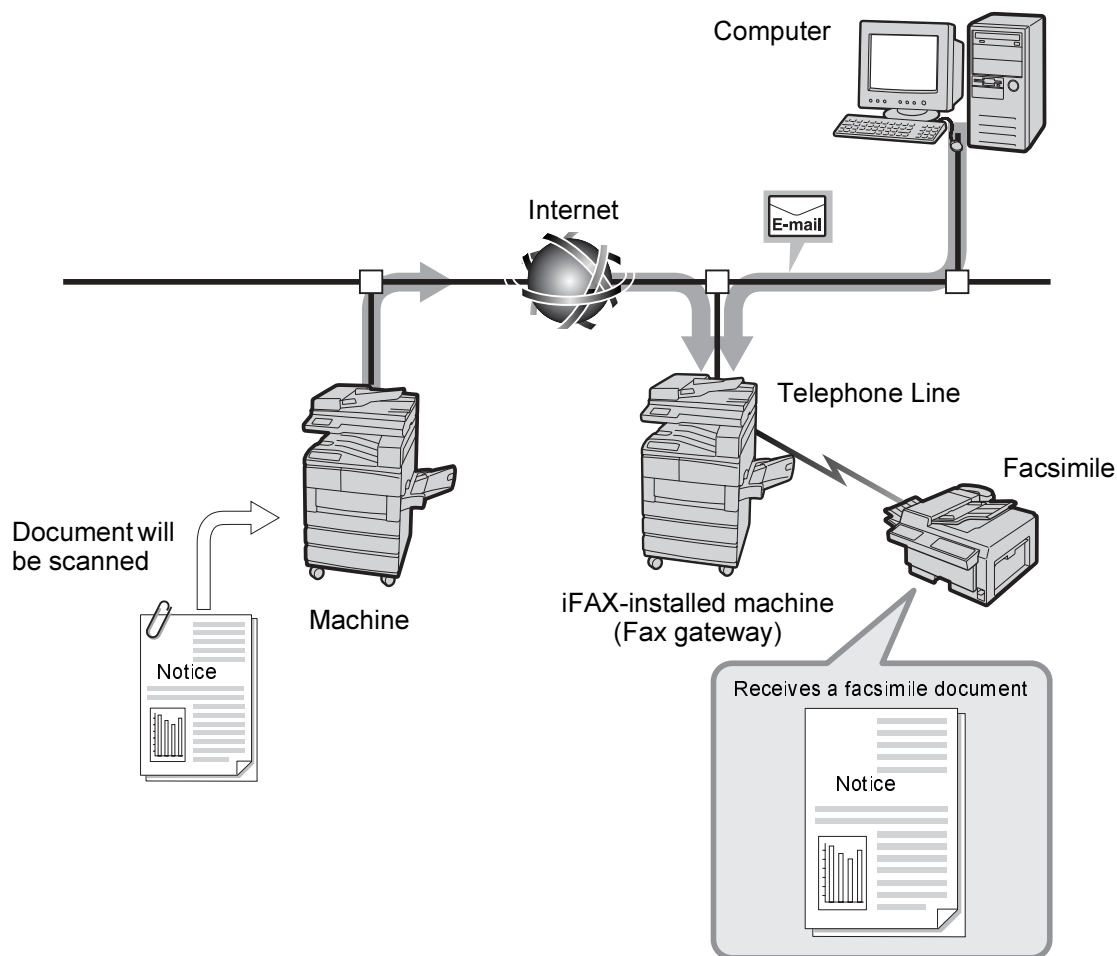 Computer
Internet
E-mail
Telephone Line
Facsimile
Document will
be scanned
Machine
iFAX-installed machine
(Fax gateway)
Notice
Receives a facsimile document
Notice